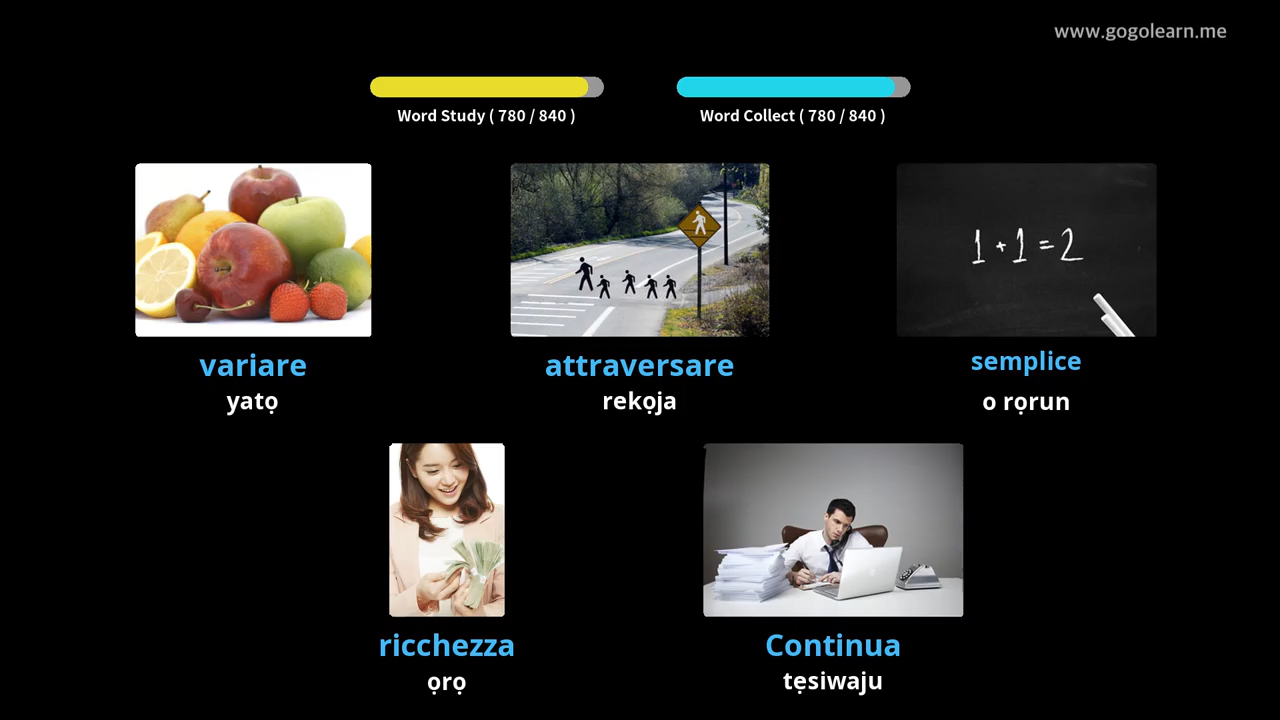 www.gogolearn.me
Word Study ( 780 / 840 )
Word Collect ( 780 / 840 )
1 + 1 = 2
variare
yatọ
attraversare
rekọja
semplice
o rọrun
ricchezza
ọrọ
Continua
tẹsiwaju